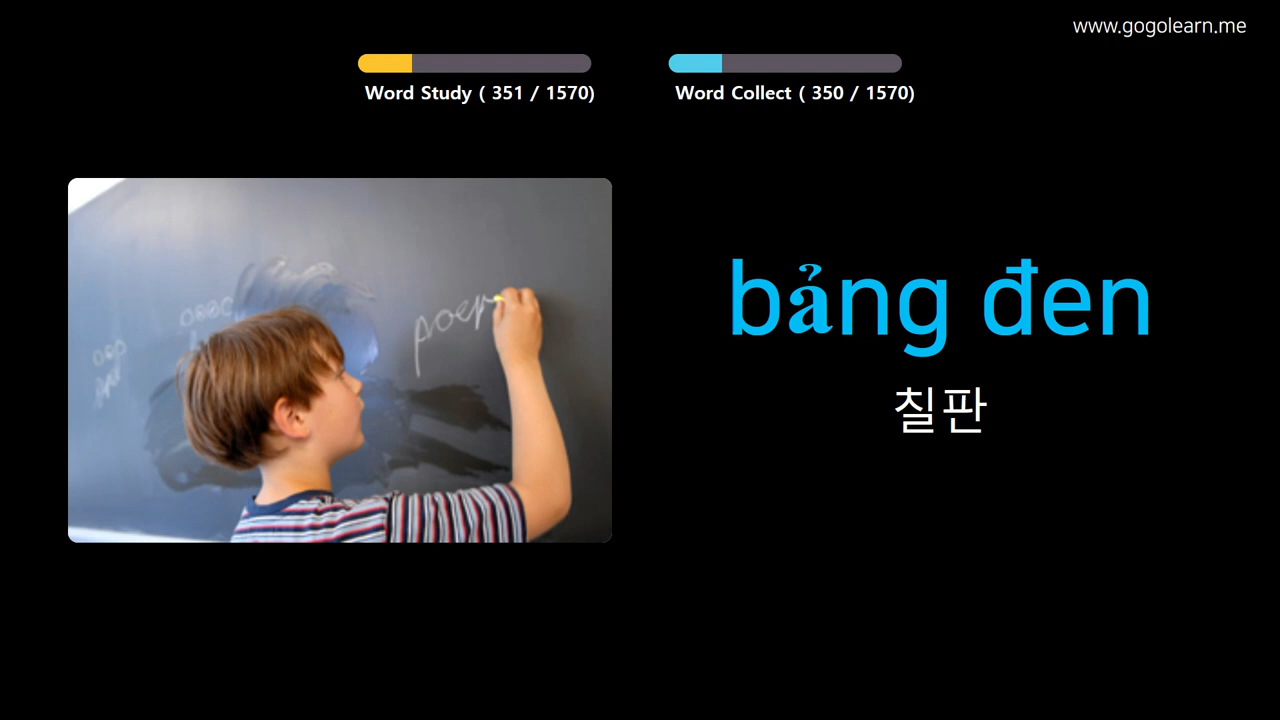 www.gogolearn.me
Word Study ( 351 / 1570)
Word Collect ( 350 / 1570)
bảng đen
칠판